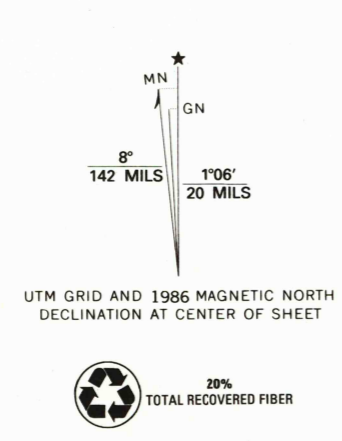 ★
MN
GN
8°
142 MILS
1°06′
20 MILS
UTM GRID AND 1986 MAGNETIC NORTH
DECLINATION AT CENTER OF SHEET
20%
TOTAL RECOVERED FIBER